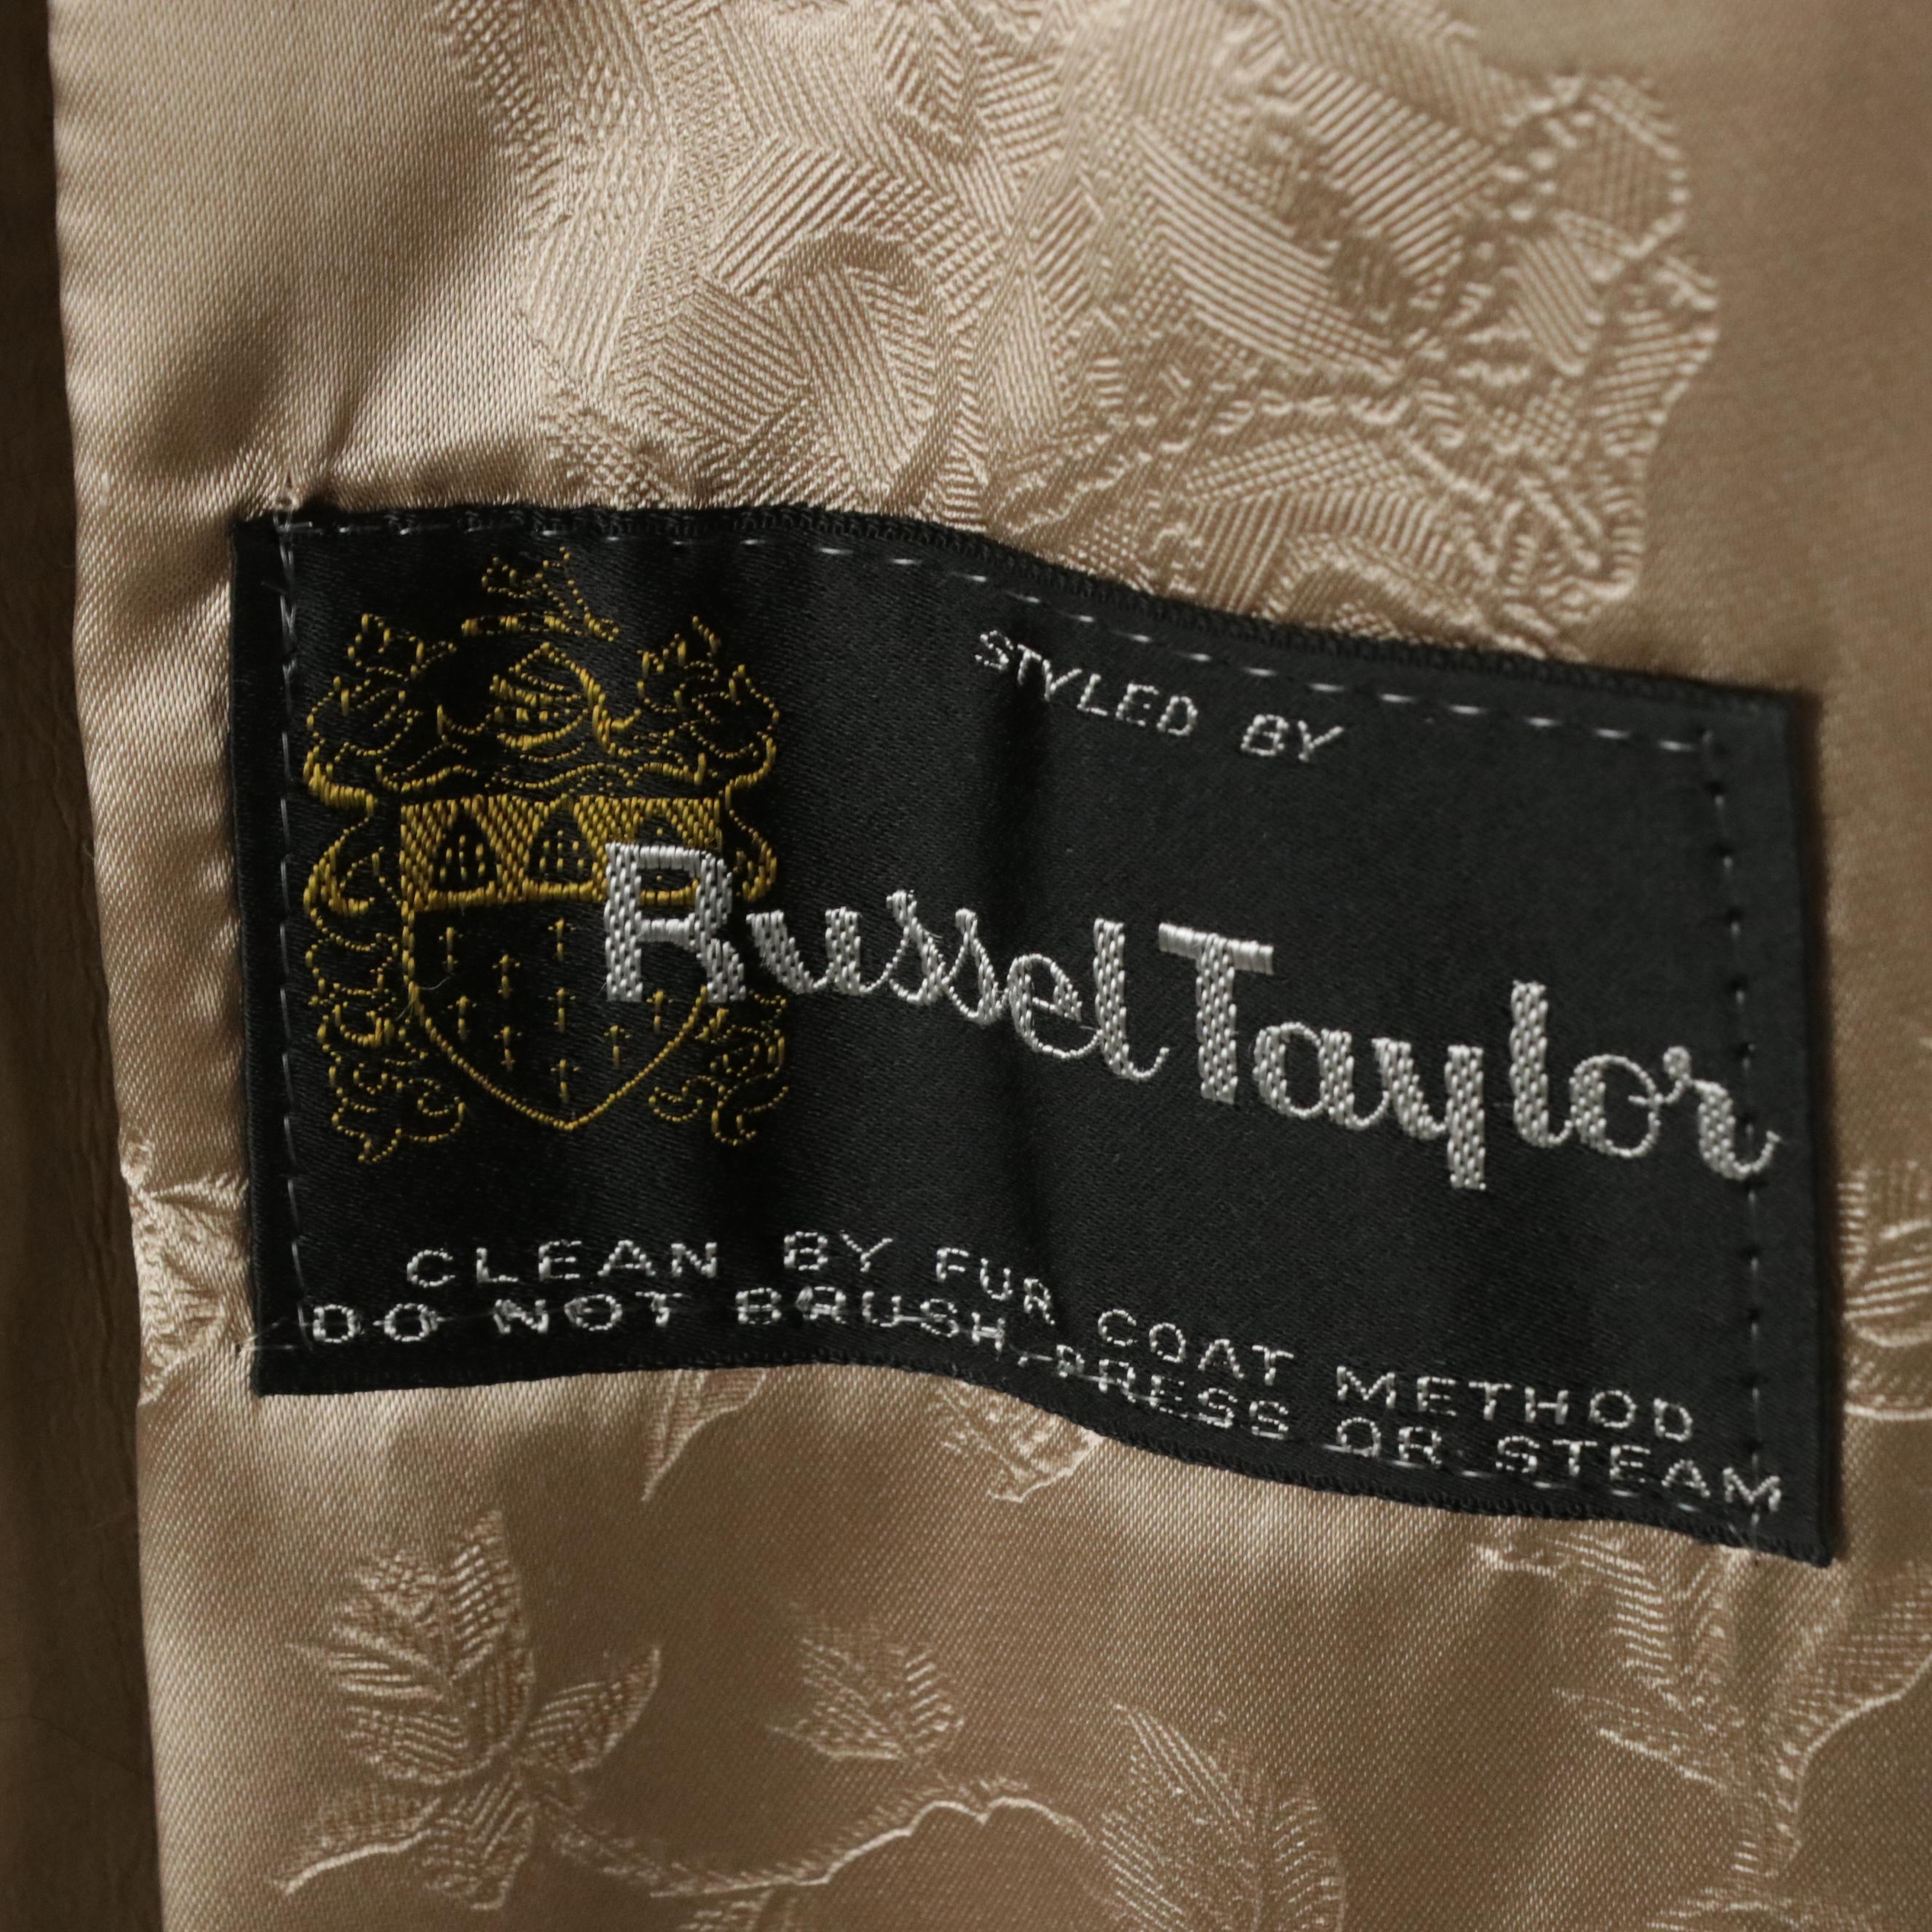 STYLED BY
Russel Taylor
CLEAN BY FUR COAT METHOD
DO NOT BRUSH, PRESS OR STEAM